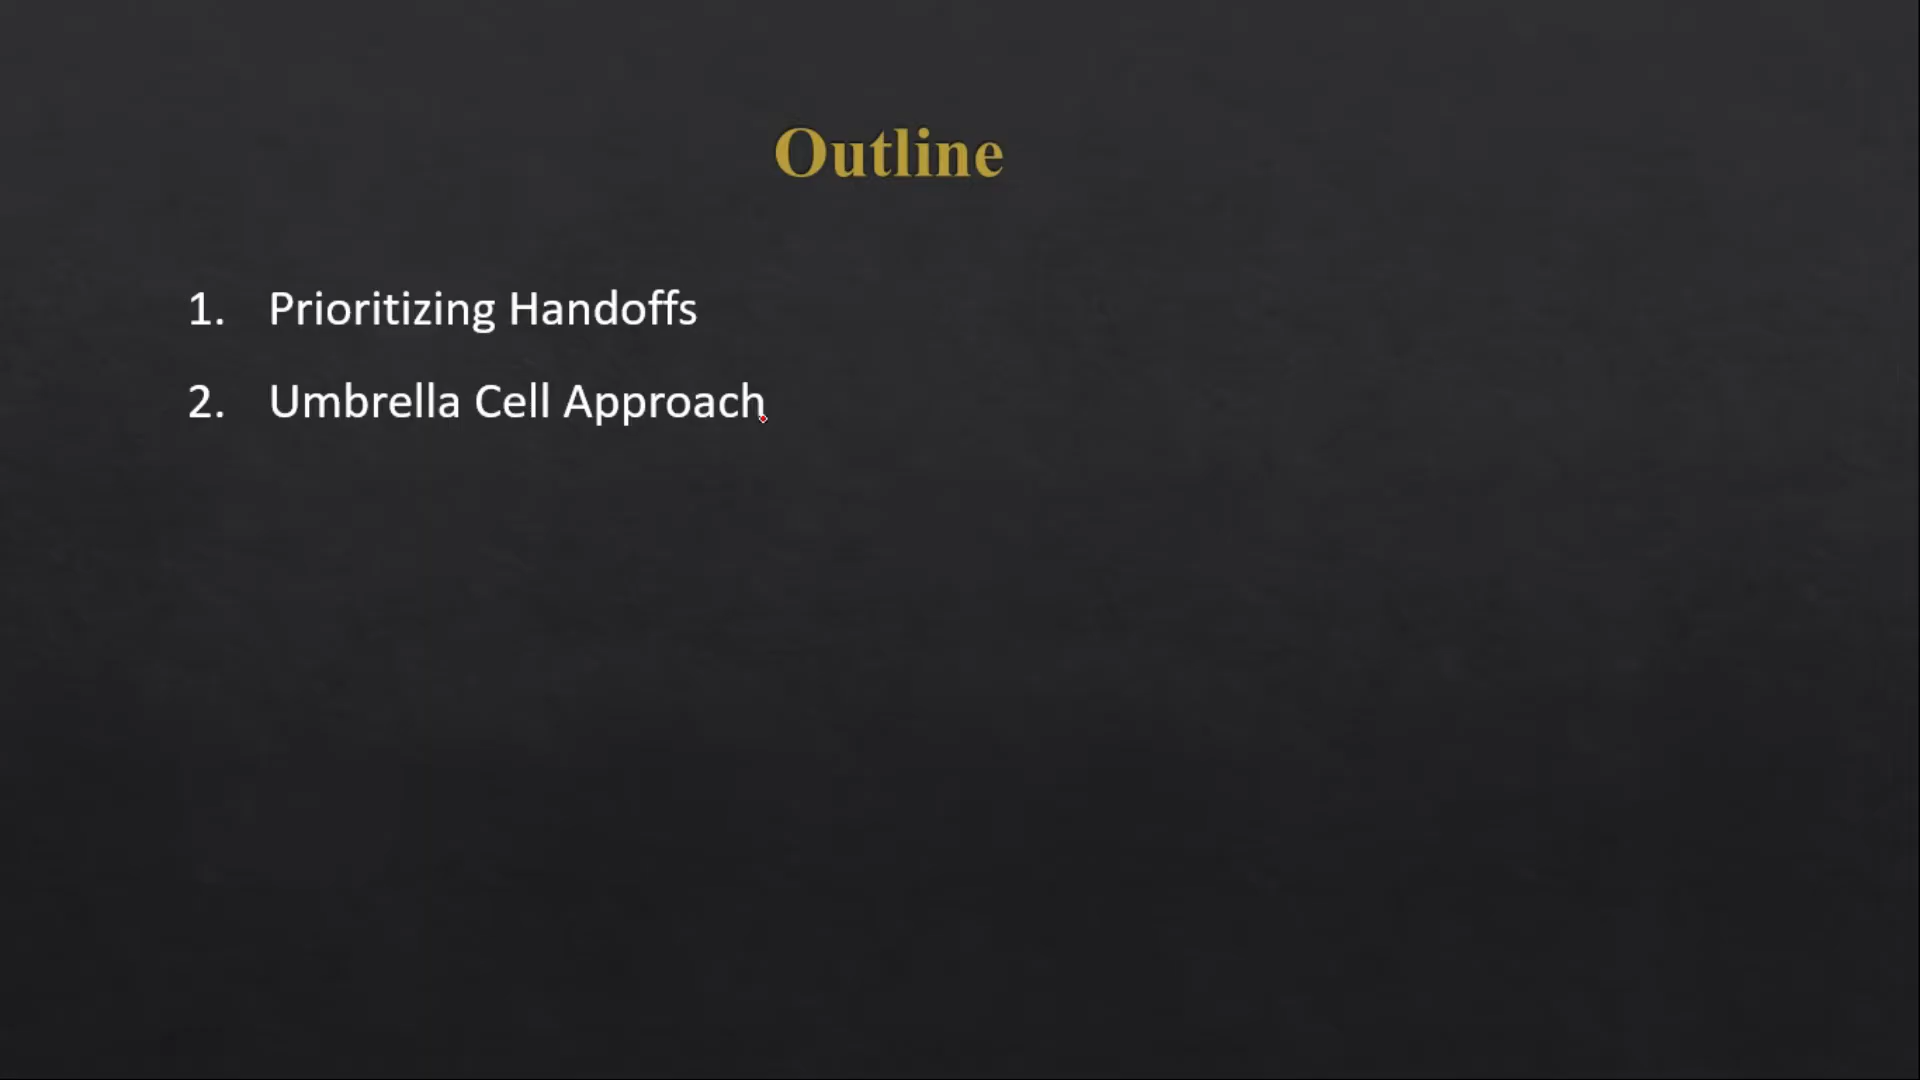 Outline
1. Prioritizing Handoffs
2. Umbrella Cell Approach